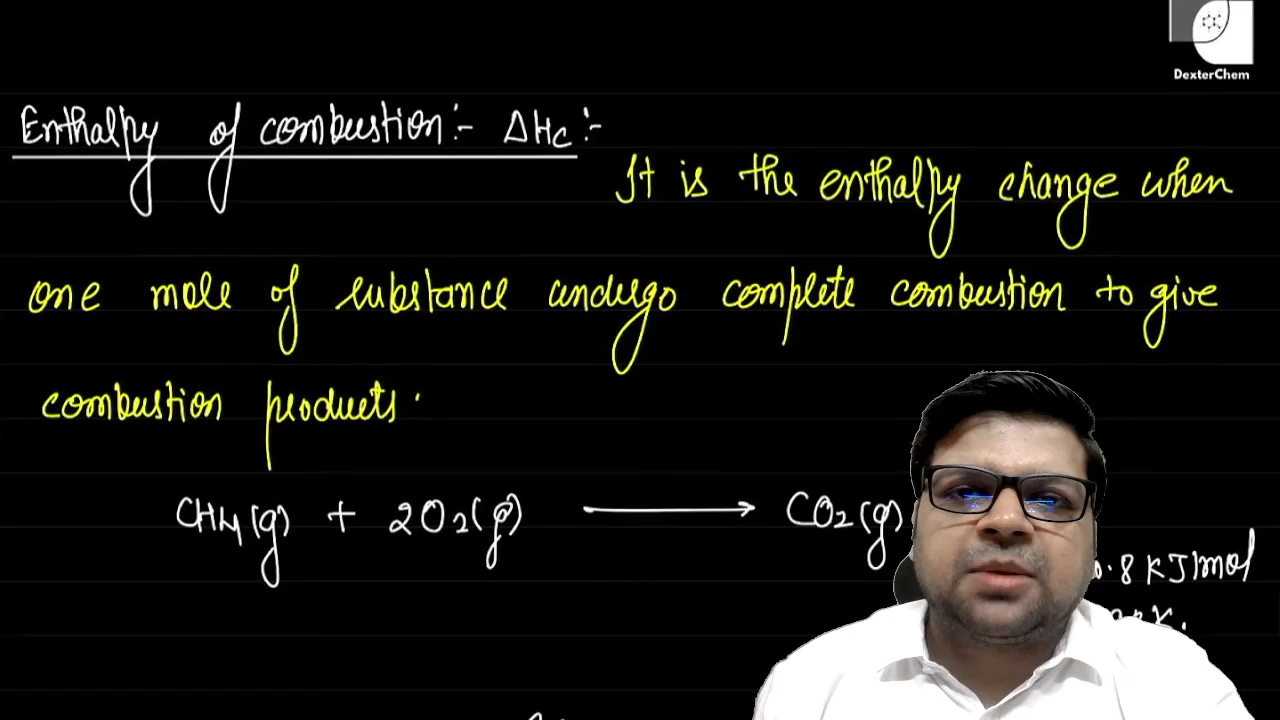 DexterChem
Enthalpy of combustion:- ΔHc:-
It is the enthalpy change when
one mole of substance undergo complete combustion to give
combustion products.
CH4(g) + 2O2(g) ⟶ CO2(g)
.8 KJ/mol